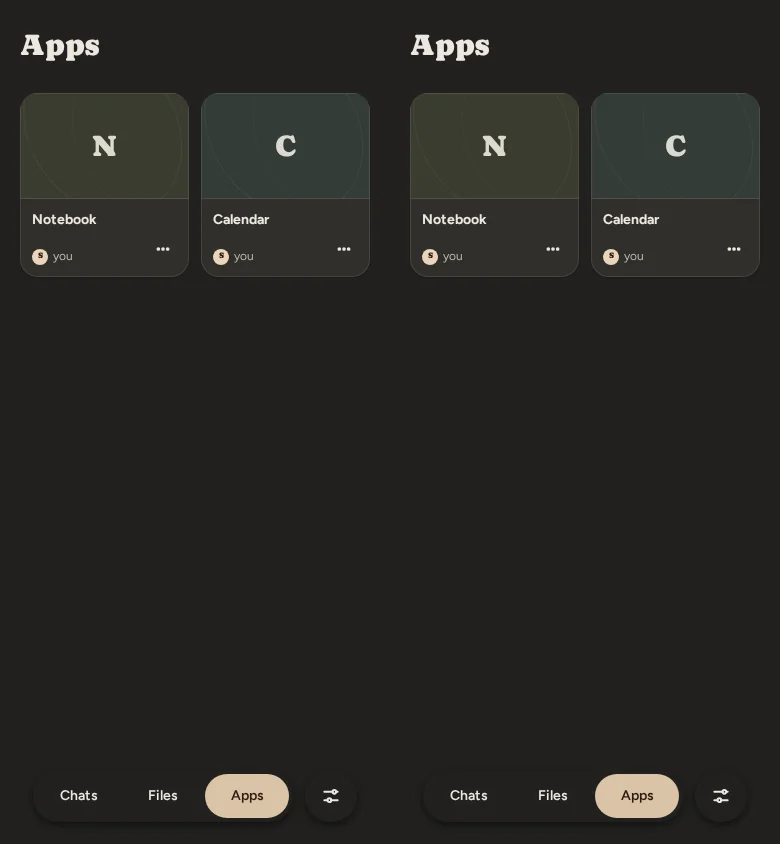 Apps
Apps
N
C
N
C
Notebook
Calendar
Notebook
Calendar
s you
s you
s you
s you
Chats Files Apps
Chats Files Apps